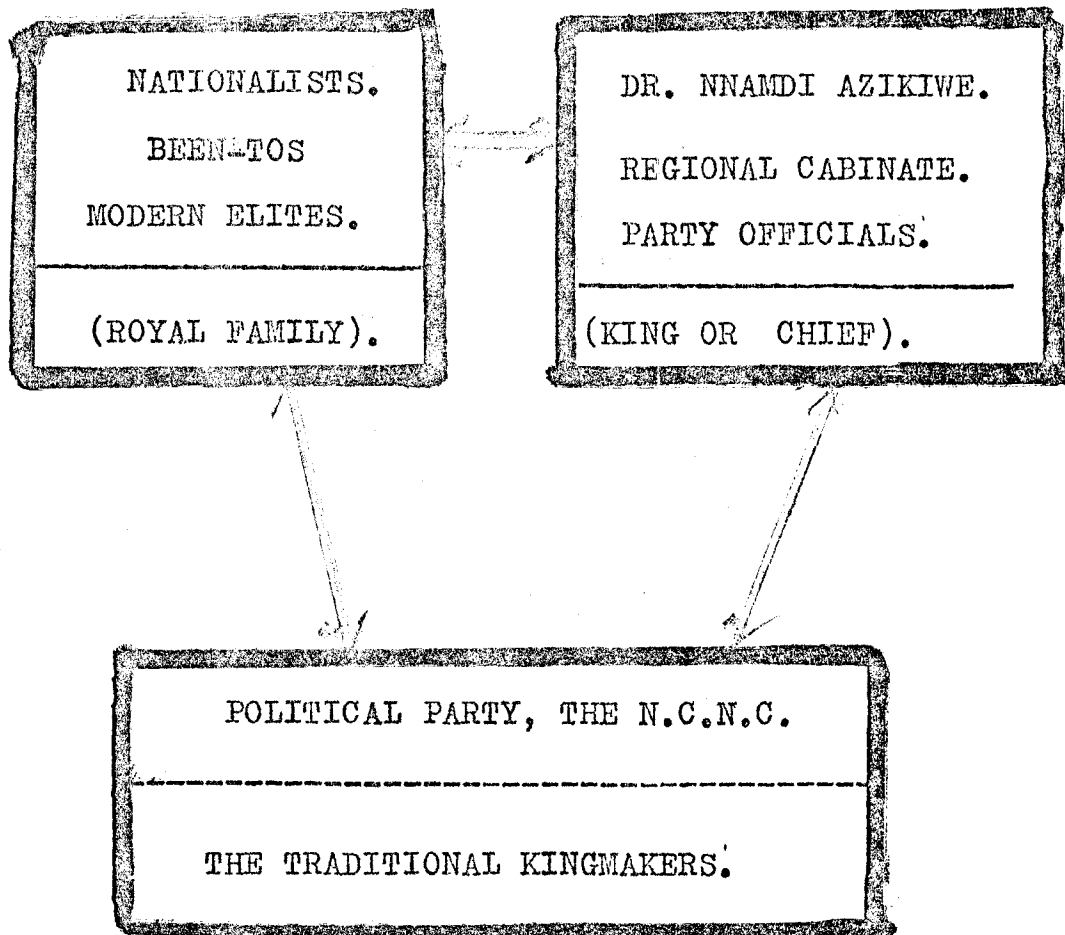 NATIONALISTS.
BEEN-TOS
MODERN ELITES.
(ROYAL FAMILY).
DR. NNAMDI AZIKIWE.
REGIONAL CABINATE.
PARTY OFFICIALS.
(KING OR CHIEF).
POLITICAL PARTY, THE N.C.N.C.
THE TRADITIONAL KINGMAKERS.